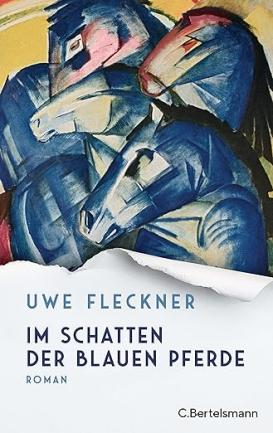 UWE FLECKNER
IM SCHATTEN
DER BLAUEN PFERDE
ROMAN
C.Bertelsmann